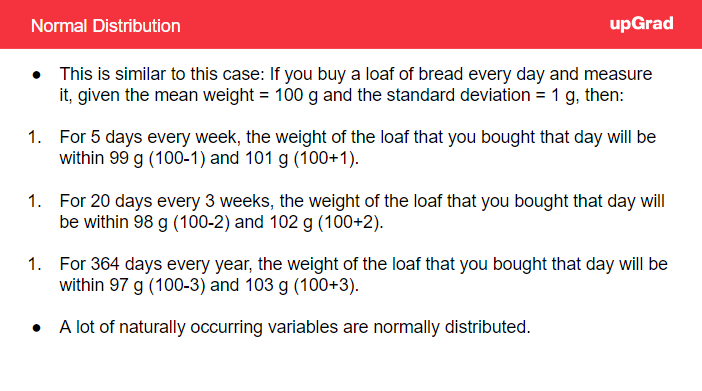 Normal Distribution
upGrad
● This is similar to this case: If you buy a loaf of bread every day and measure
it, given the mean weight = 100 g and the standard deviation = 1 g, then:
1. For 5 days every week, the weight of the loaf that you bought that day will be
within 99 g (100-1) and 101 g (100+1).
1. For 20 days every 3 weeks, the weight of the loaf that you bought that day will
be within 98 g (100-2) and 102 g (100+2).
1. For 364 days every year, the weight of the loaf that you bought that day will be
within 97 g (100-3) and 103 g (100+3).
● A lot of naturally occurring variables are normally distributed.